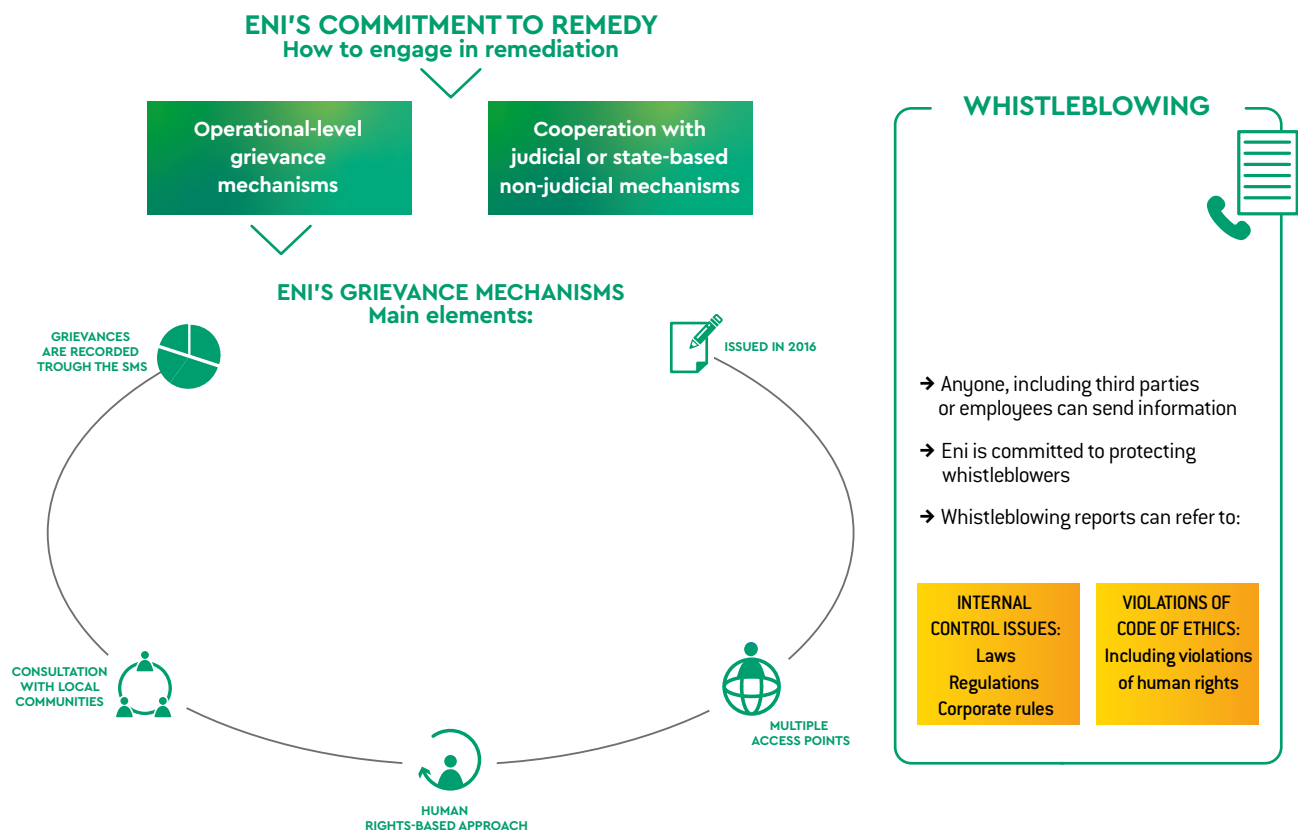 ENI'S COMMITMENT TO REMEDY
How to engage in remediation
Operational-level
grievance
mechanisms
Cooperation with
judicial or state-based
non-judicial mechanisms
ENI'S GRIEVANCE MECHANISMS
Main elements:
GRIEVANCES
ARE RECORDED
TROUGH THE SMS
ISSUED IN 2016
CONSULTATION
WITH LOCAL
COMMUNITIES
MULTIPLE
ACCESS POINTS
HUMAN
RIGHTS-BASED APPROACH
WHISTLEBLOWING
→ Anyone, including third parties
or employees can send information
→ Eni is committed to protecting
whistleblowers
→ Whistleblowing reports can refer to:
INTERNAL
CONTROL ISSUES:
Laws
Regulations
Corporate rules
VIOLATIONS OF
CODE OF ETHICS:
Including violations
of human rights